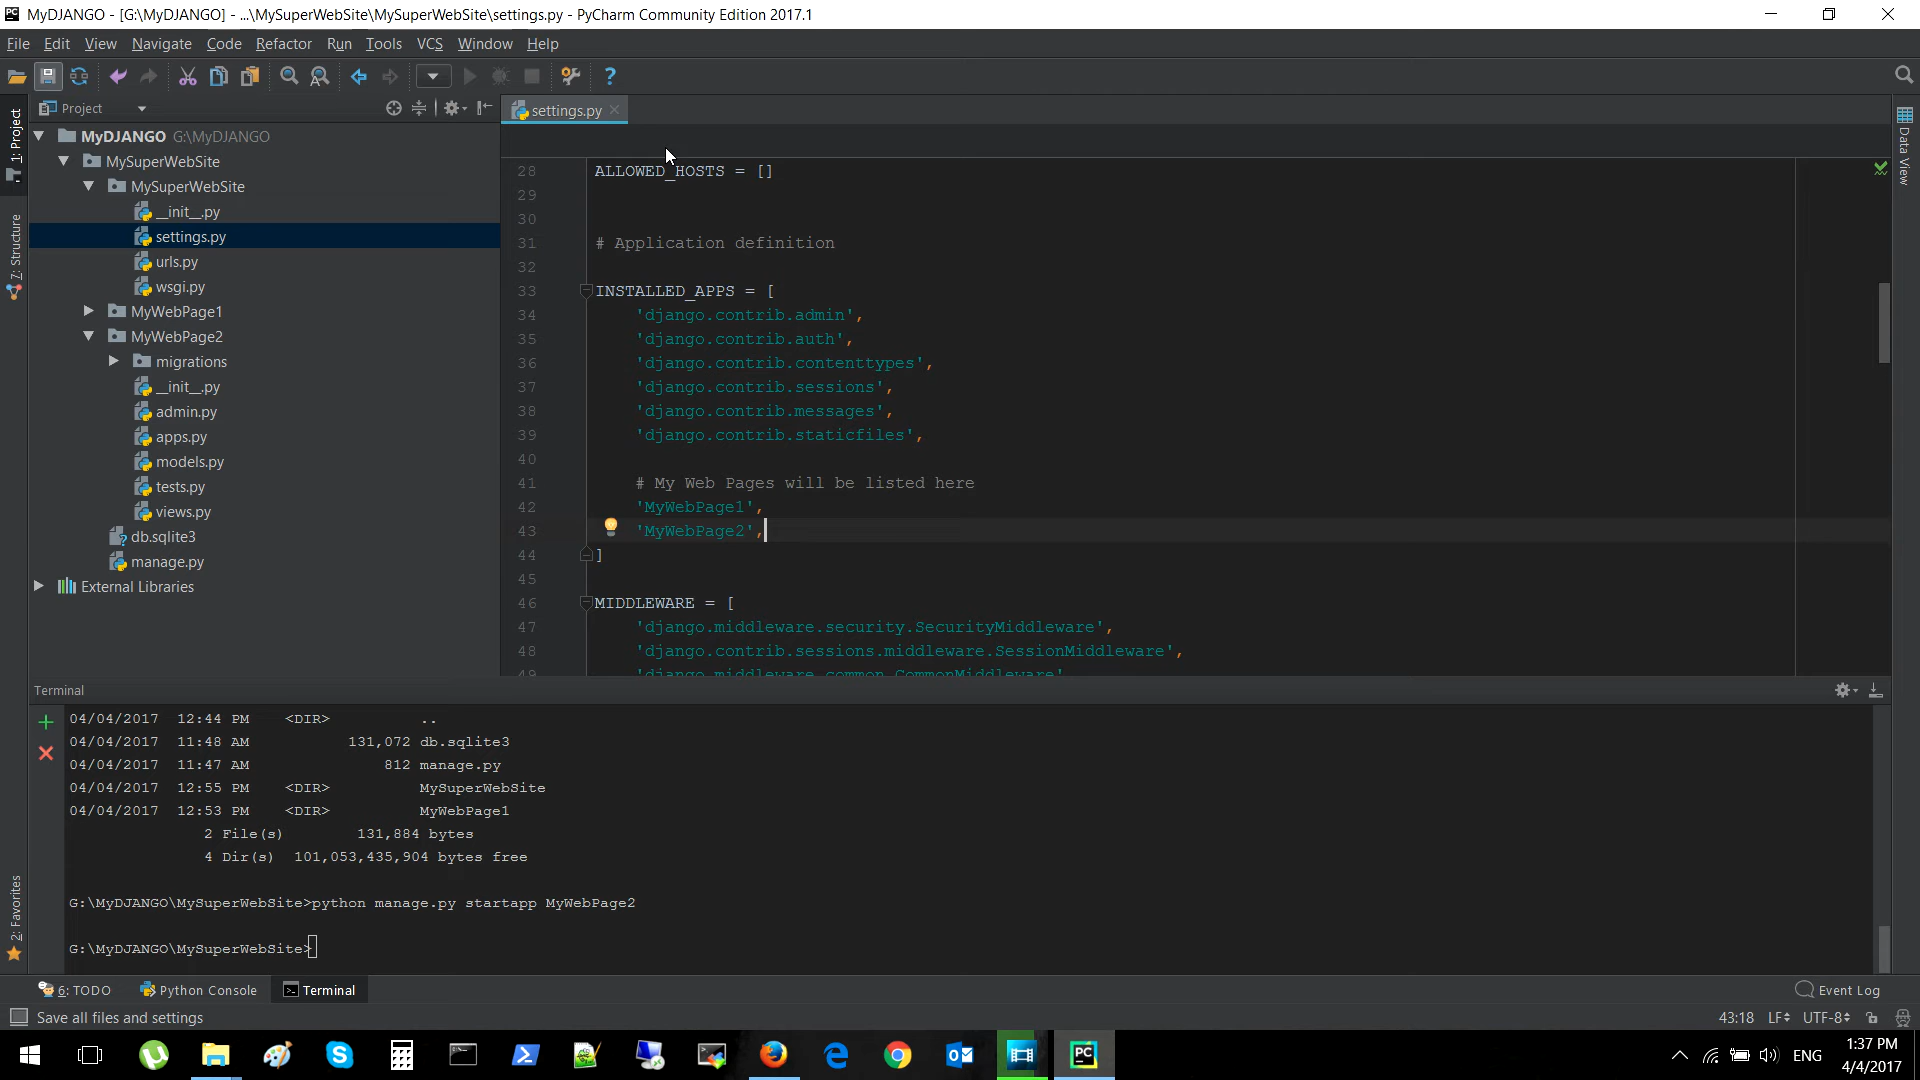 MyDJANGO - [G:\MyDJANGO] - ...\MySuperWebSite\MySuperWebSite\settings.py - PyCharm Community Edition 2017.1
File Edit View Navigate Code Refactor Run Tools VCS Window Help
Project
settings.py
1: Project
7: Structure
2: Favorites
Data View
MyDJANGO G:\MyDJANGO
MySuperWebSite
MySuperWebSite
__init__.py
settings.py
urls.py
wsgi.py
MyWebPage1
MyWebPage2
migrations
__init__.py
admin.py
apps.py
models.py
tests.py
views.py
db.sqlite3
manage.py
External Libraries
28 ALLOWED_HOSTS = []
29
30
31 # Application definition
32
33 INSTALLED_APPS = [
34 'django.contrib.admin',
35 'django.contrib.auth',
36 'django.contrib.contenttypes',
37 'django.contrib.sessions',
38 'django.contrib.messages',
39 'django.contrib.staticfiles',
40
41 # My Web Pages will be listed here
42 'MyWebPage1',
43 'MyWebPage2',
44 ]
45
46 MIDDLEWARE = [
47 'django.middleware.security.SecurityMiddleware',
48 'django.contrib.sessions.middleware.SessionMiddleware',
49 'django.middleware.common.CommonMiddleware'
Terminal
04/04/2017 12:44 PM <DIR> ..
04/04/2017 11:48 AM 131,072 db.sqlite3
04/04/2017 11:47 AM 812 manage.py
04/04/2017 12:55 PM <DIR> MySuperWebSite
04/04/2017 12:53 PM <DIR> MyWebPage1
2 File(s) 131,884 bytes
4 Dir(s) 101,053,435,904 bytes free
G:\MyDJANGO\MySuperWebSite>python manage.py startapp MyWebPage2
G:\MyDJANGO\MySuperWebSite>
6: TODO Python Console Terminal Event Log
Save all files and settings 43:18 LF UTF-8
ENG
1:37 PM
4/4/2017